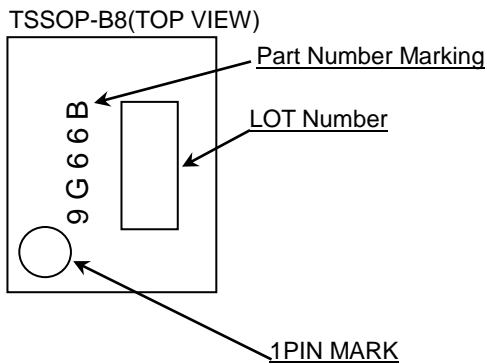 TSSOP-B8(TOP VIEW)
Part Number Marking
LOT Number
9G66B
1PIN MARK